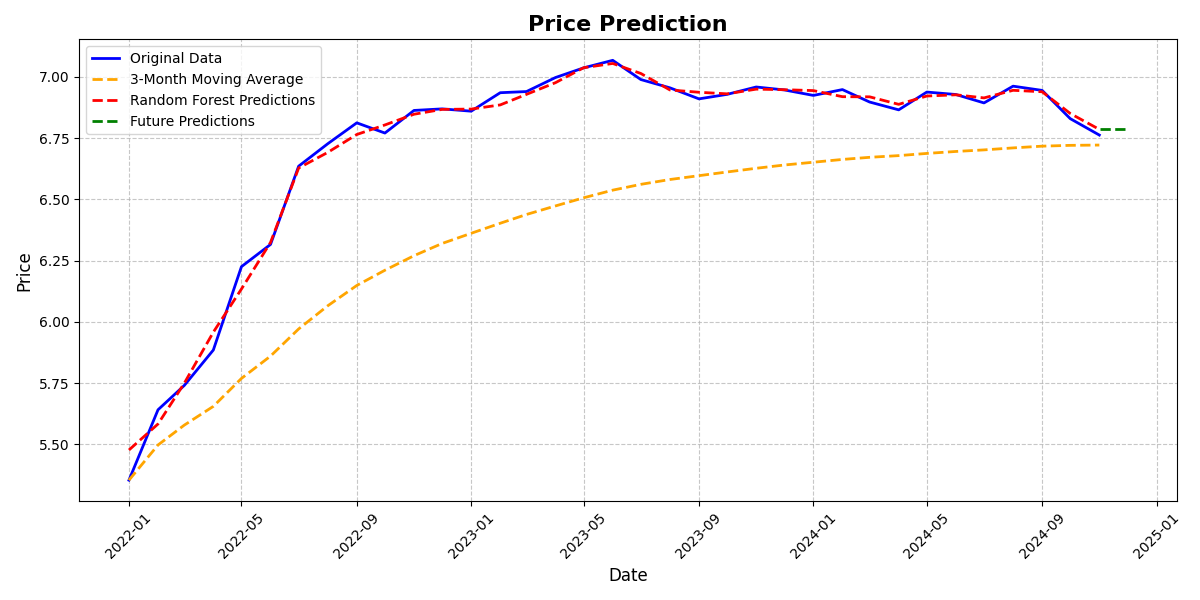 Price Prediction
Original Data
3-Month Moving Average
Random Forest Predictions
Future Predictions
Price
7.00
6.75
6.50
6.25
6.00
5.75
5.50
2022-01
2022-05
2022-09
2023-01
2023-05
2023-09
2024-01
2024-05
2024-09
2025-01
Date